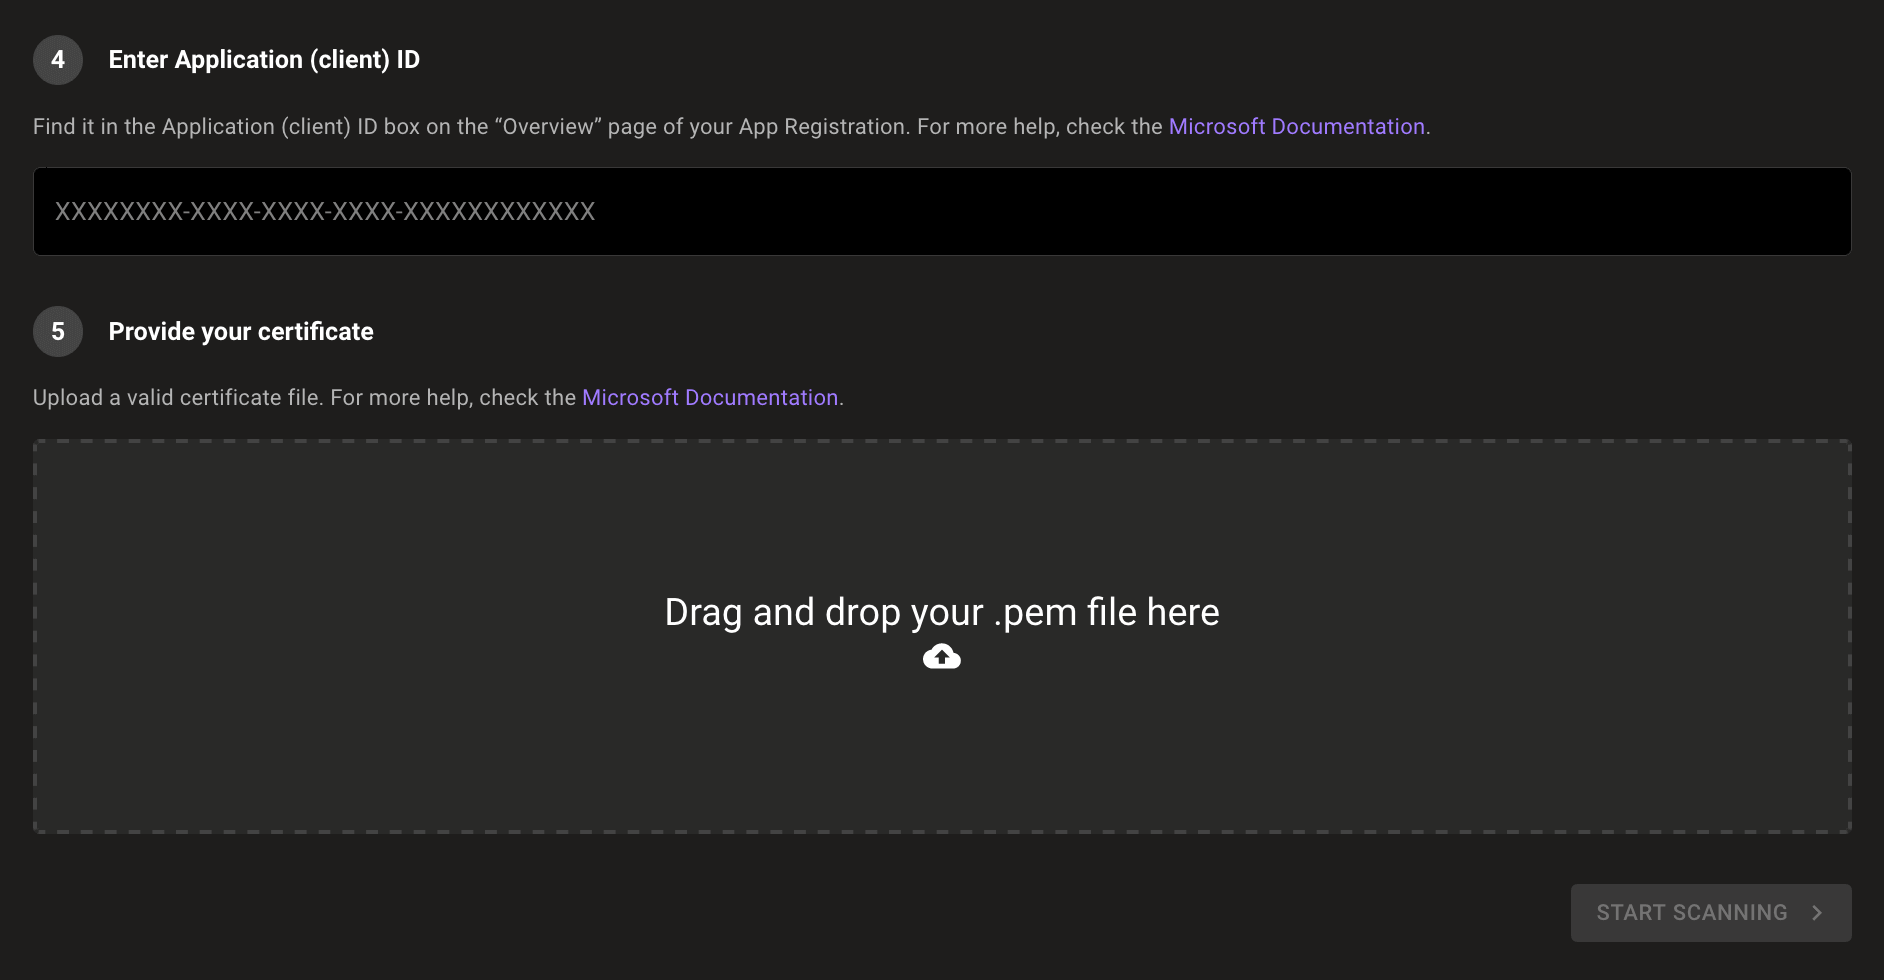 4 Enter Application (client) ID
Find it in the Application (client) ID box on the “Overview” page of your App Registration. For more help, check the Microsoft Documentation.
XXXXXXXX-XXXX-XXXX-XXXX-XXXXXXXXXXXX
5 Provide your certificate
Upload a valid certificate file. For more help, check the Microsoft Documentation.
Drag and drop your .pem file here
START SCANNING